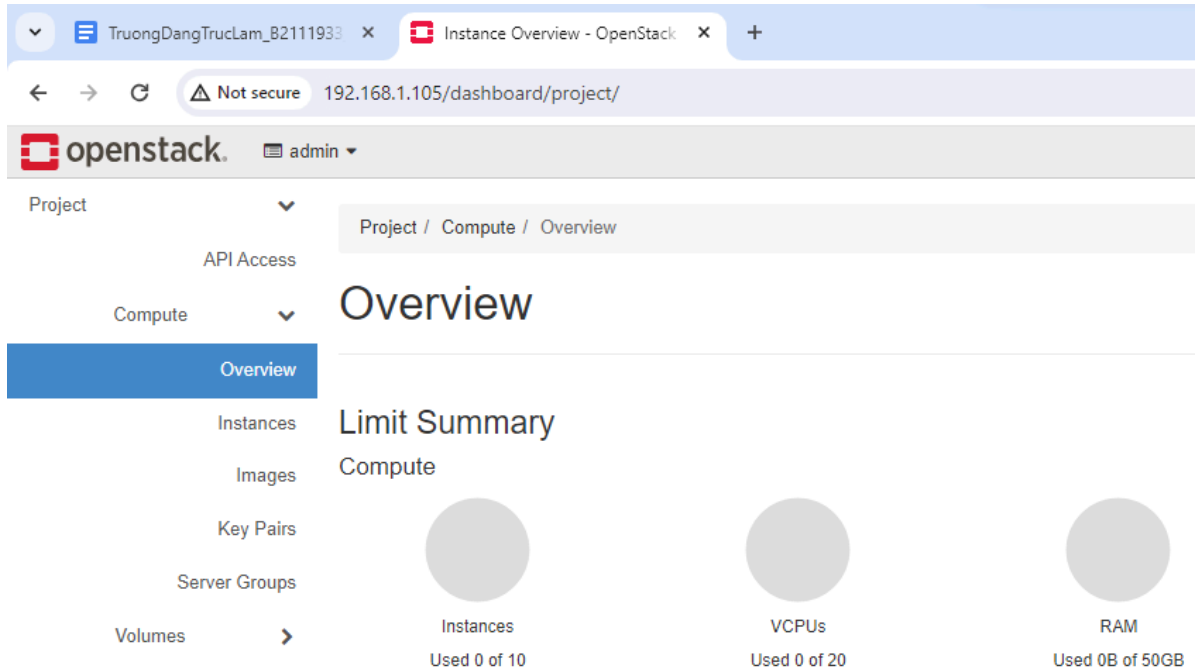 TruongDangTrucLam_B2111933
Instance Overview - OpenStack
Not secure 192.168.1.105/dashboard/project/
openstack. admin
Project
API Access
Compute
Overview
Instances
Images
Key Pairs
Server Groups
Volumes
Project / Compute / Overview
Overview
Limit Summary
Compute
Instances
Used 0 of 10
VCPUs
Used 0 of 20
RAM
Used 0B of 50GB